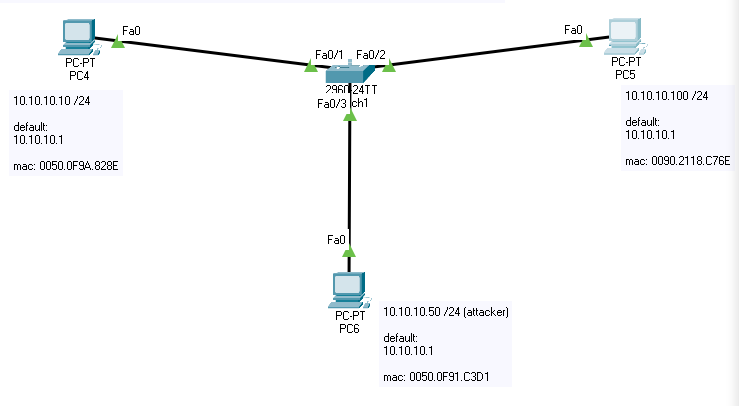 Fa0
PC-PT
PC4
10.10.10.10 /24
default:
10.10.10.1
mac: 0050.0F9A.828E
Fa0/1
Fa0/2
2960-24TT
Fa0/3
ch1
Fa0
PC-PT
PC5
10.10.10.100 /24
default:
10.10.10.1
mac: 0090.2118.C76E
Fa0
PC-PT
PC6
10.10.10.50 /24 (attacker)
default:
10.10.10.1
mac: 0050.0F91.C3D1